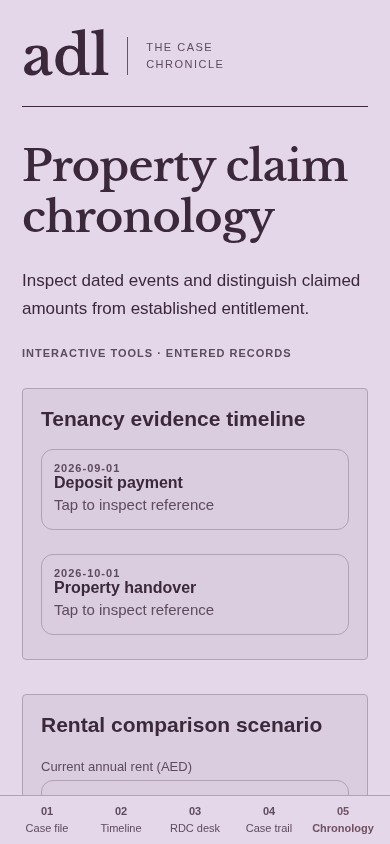 adl
THE CASE
CHRONICLE
Property claim
chronology
Inspect dated events and distinguish claimed
amounts from established entitlement.
INTERACTIVE TOOLS · ENTERED RECORDS
Tenancy evidence timeline
2026-09-01
Deposit payment
Tap to inspect reference
2026-10-01
Property handover
Tap to inspect reference
Rental comparison scenario
Current annual rent (AED)
01 02 03 04 05
Case file Timeline RDC desk Case trail Chronology